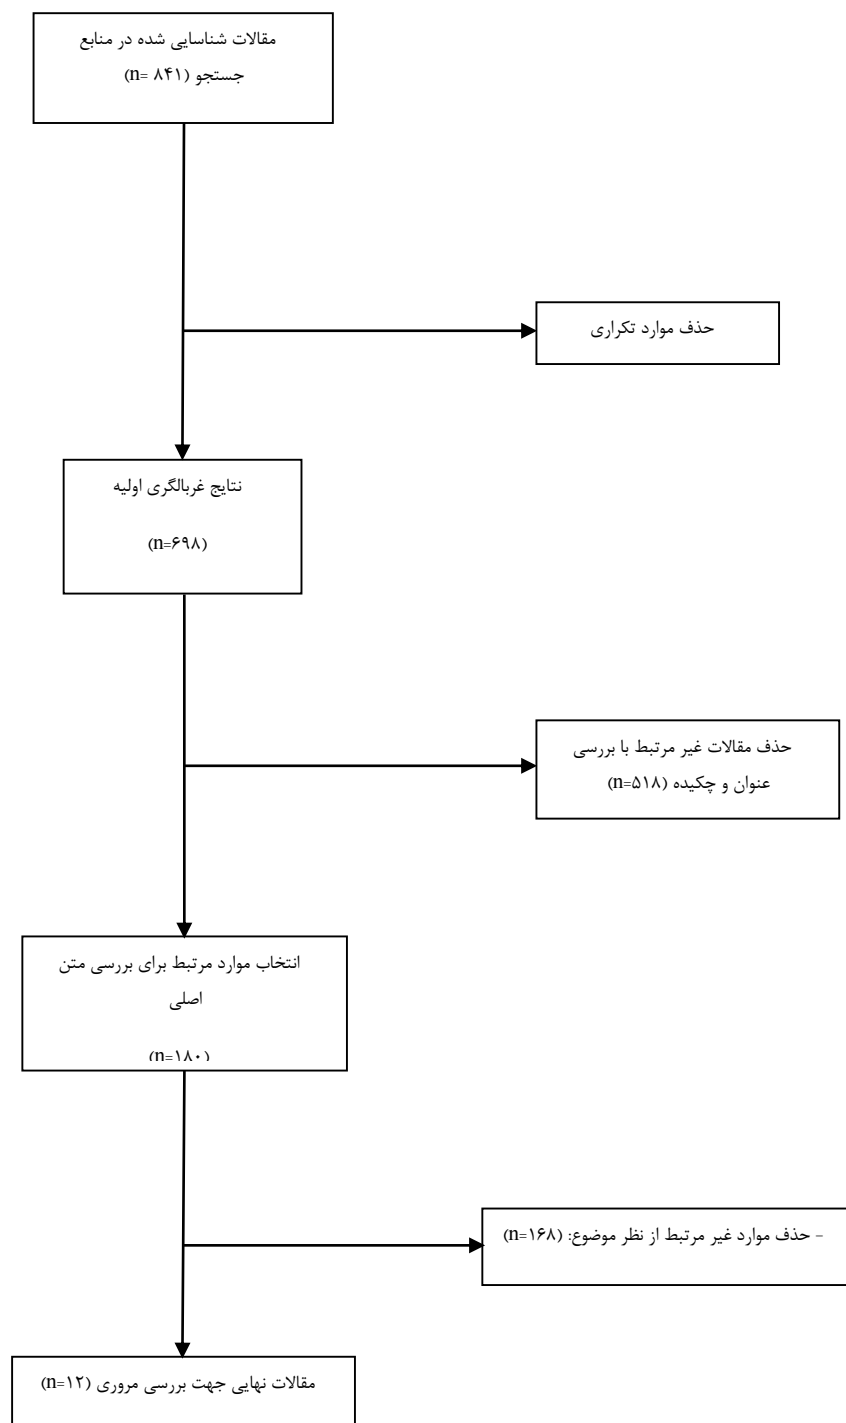 مقالات شناسایی شده در منابع
جستجو (n= ۸۴۱)
حذف موارد تکراری
نتایج غربالگری اولیه
(n=۶۹۸)
حذف مقالات غیر مرتبط با بررسی
عنوان و چکیده (n=۵۱۸)
انتخاب موارد مرتبط برای بررسی متن
اصلی
(n=۱۸۰)
- حذف موارد غیر مرتبط از نظر موضوع: (n=۱۶۸)
مقالات نهایی جهت بررسی مروری (n=۱۲)